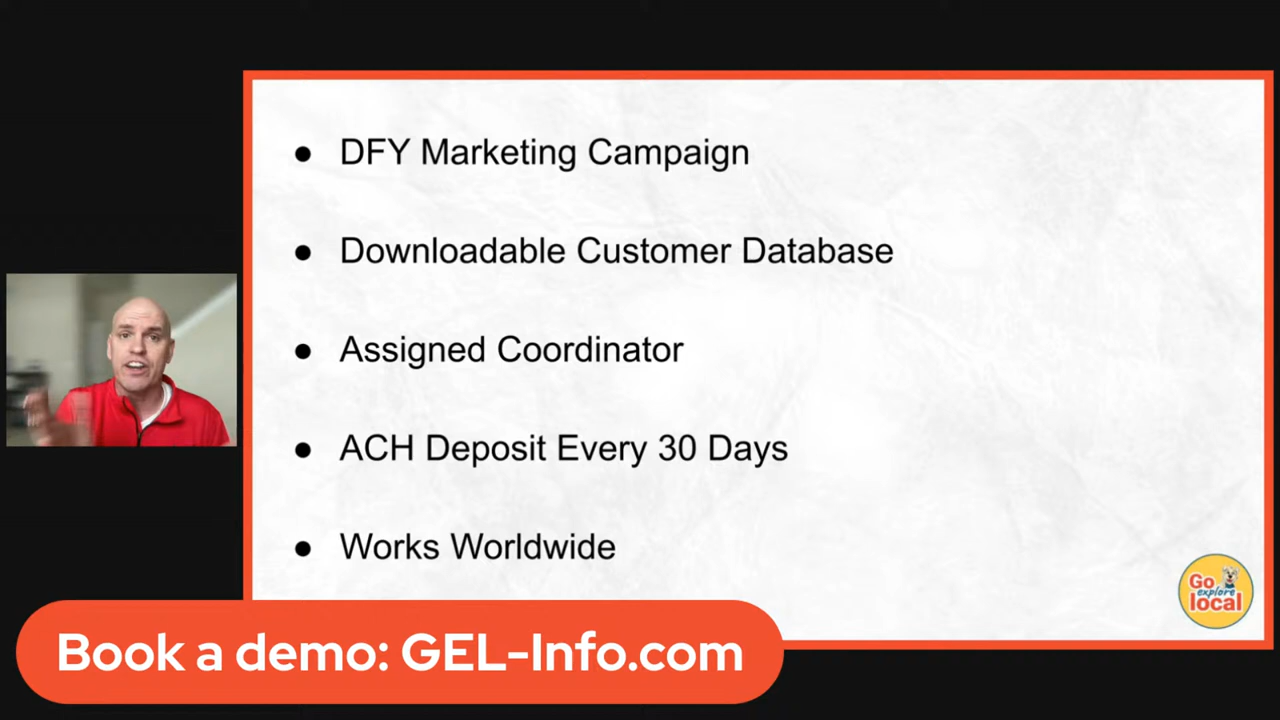 ● DFY Marketing Campaign
● Downloadable Customer Database
● Assigned Coordinator
● ACH Deposit Every 30 Days
● Works Worldwide
Go
explore
local
Book a demo: GEL-Info.com